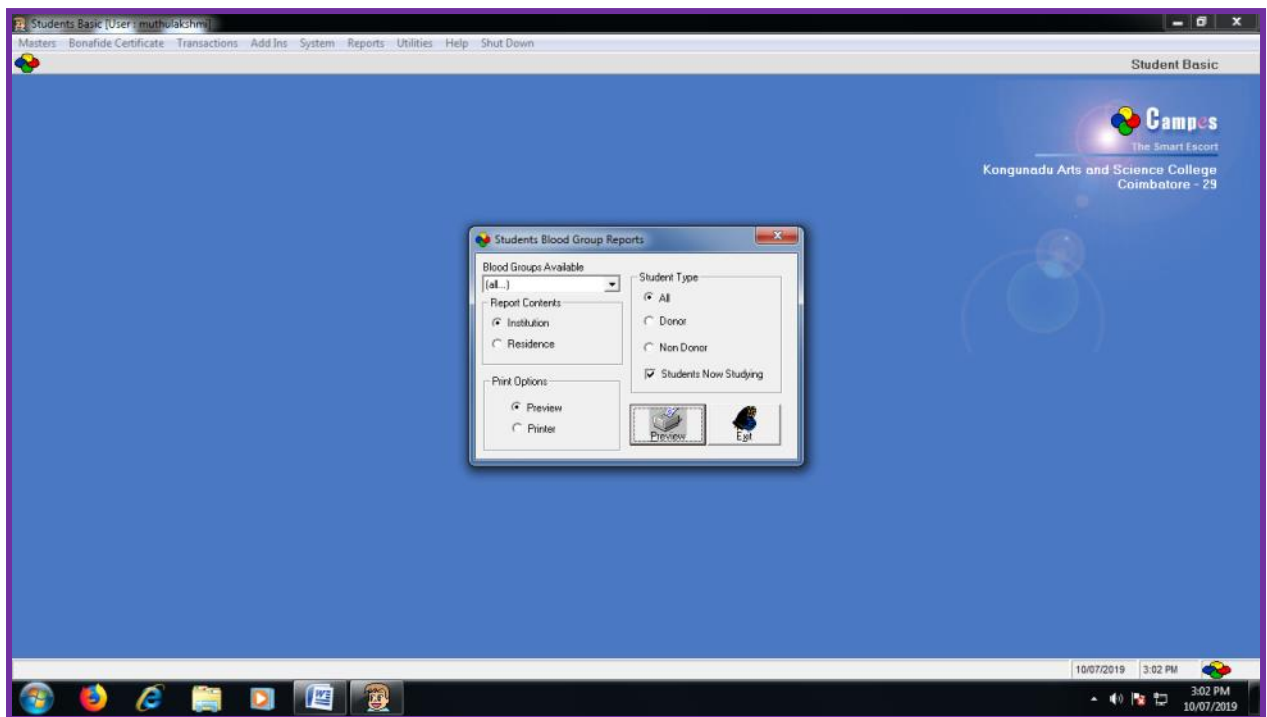 Students Basic [User : muthulakshmi]
Masters Bonafide Certificate Transactions Add Ins System Reports Utilities Help Shut Down
Student Basic
Campes
The Smart Escort
Kongunadu Arts and Science College
Coimbatore - 29
Students Blood Group Reports
Blood Groups Available
(all...)
Report Contents
Institution
Residence
Print Options
Preview
Printer
Student Type
All
Donor
Non Donor
Students Now Studying
Preview
Exit
10/07/2019 3:02 PM
3:02 PM
10/07/2019